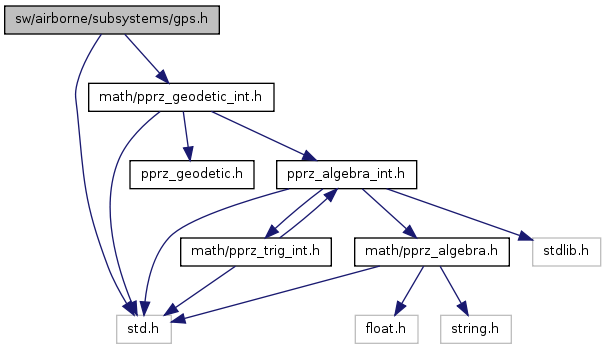 sw/airborne/subsystems/gps.h
math/pprz_geodetic_int.h
pprz_geodetic.h
pprz_algebra_int.h
math/pprz_trig_int.h
math/pprz_algebra.h
stdlib.h
std.h
float.h
string.h